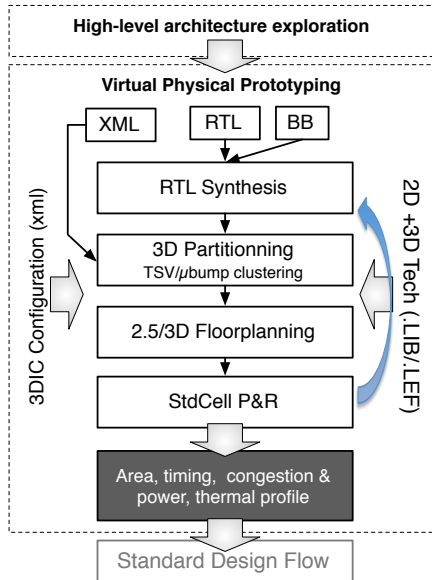 High-level architecture exploration
Virtual Physical Prototyping
XML
RTL
BB
RTL Synthesis
3D Partitionning
TSV/µbump clustering
2.5/3D Floorplanning
StdCell P&R
3DIC Configuration (xml)
2D +3D Tech (.LIB/.LEF)
Area, timing, congestion &
power, thermal profile
Standard Design Flow